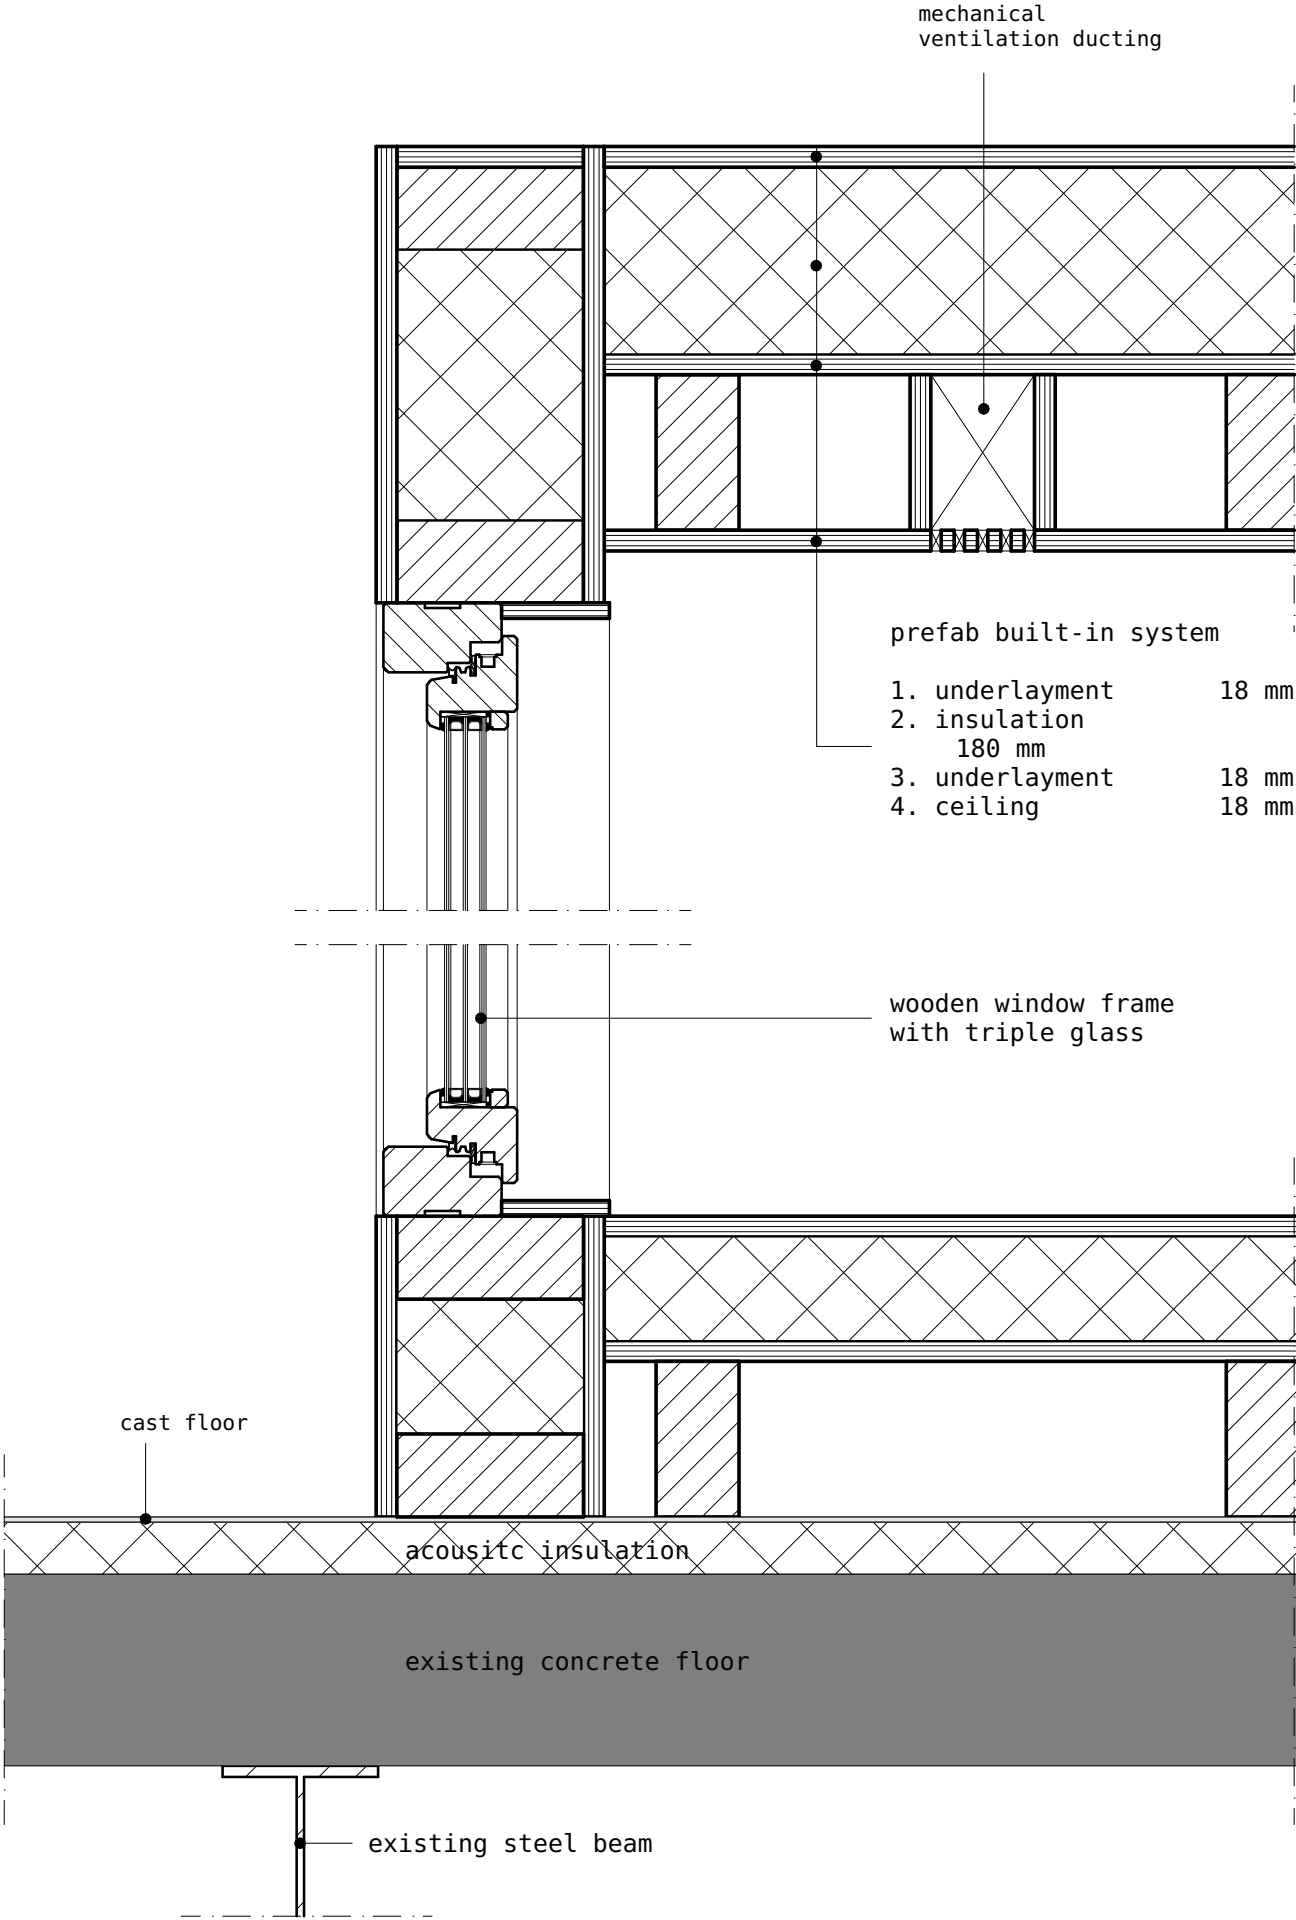 mechanical
ventilation ducting
prefab built-in system
1. underlayment 18 mm
2. insulation
180 mm
3. underlayment 18 mm
4. ceiling 18 mm
wooden window frame
with triple glass
cast floor
acousitc insulation
existing concrete floor
existing steel beam